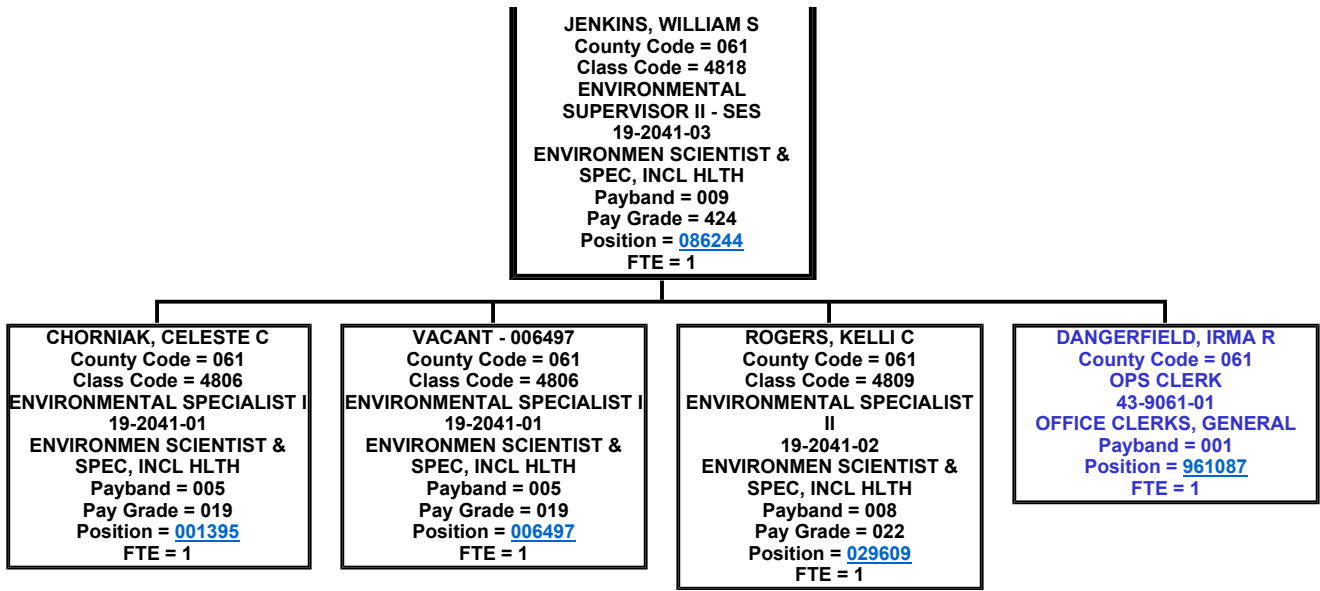 JENKINS, WILLIAM S
County Code = 061
Class Code = 4818
ENVIRONMENTAL
SUPERVISOR II - SES
19-2041-03
ENVIRONMEN SCIENTIST &
SPEC, INCL HLTH
Payband = 009
Pay Grade = 424
Position = 086244
FTE = 1
CHORNIAK, CELESTE C
County Code = 061
Class Code = 4806
ENVIRONMENTAL SPECIALIST I
19-2041-01
ENVIRONMEN SCIENTIST &
SPEC, INCL HLTH
Payband = 005
Pay Grade = 019
Position = 001395
FTE = 1
VACANT - 006497
County Code = 061
Class Code = 4806
ENVIRONMENTAL SPECIALIST I
19-2041-01
ENVIRONMEN SCIENTIST &
SPEC, INCL HLTH
Payband = 005
Pay Grade = 019
Position = 006497
FTE = 1
ROGERS, KELLI C
County Code = 061
Class Code = 4809
ENVIRONMENTAL SPECIALIST
II
19-2041-02
ENVIRONMEN SCIENTIST &
SPEC, INCL HLTH
Payband = 008
Pay Grade = 022
Position = 029609
FTE = 1
DANGERFIELD, IRMA R
County Code = 061
OPS CLERK
43-9061-01
OFFICE CLERKS, GENERAL
Payband = 001
Position = 961087
FTE = 1